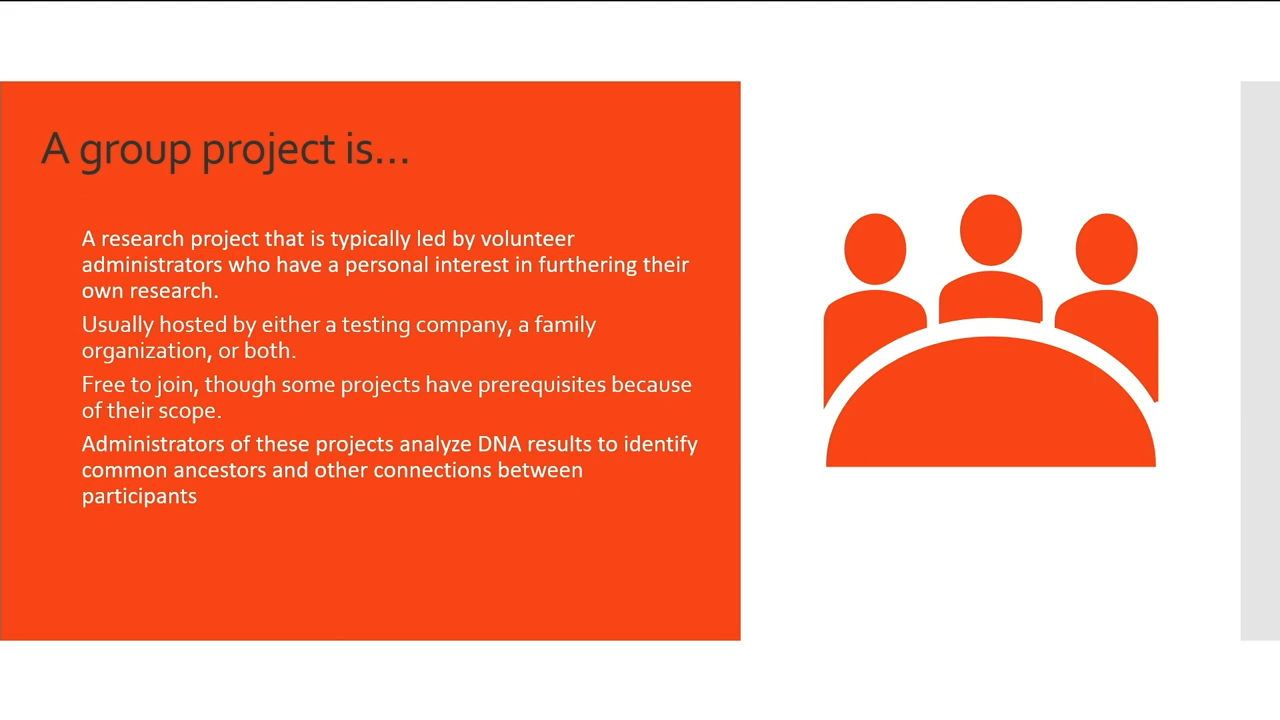 A group project is...
A research project that is typically led by volunteer
administrators who have a personal interest in furthering their
own research.
Usually hosted by either a testing company, a family
organization, or both.
Free to join, though some projects have prerequisites because
of their scope.
Administrators of these projects analyze DNA results to identify
common ancestors and other connections between
participants